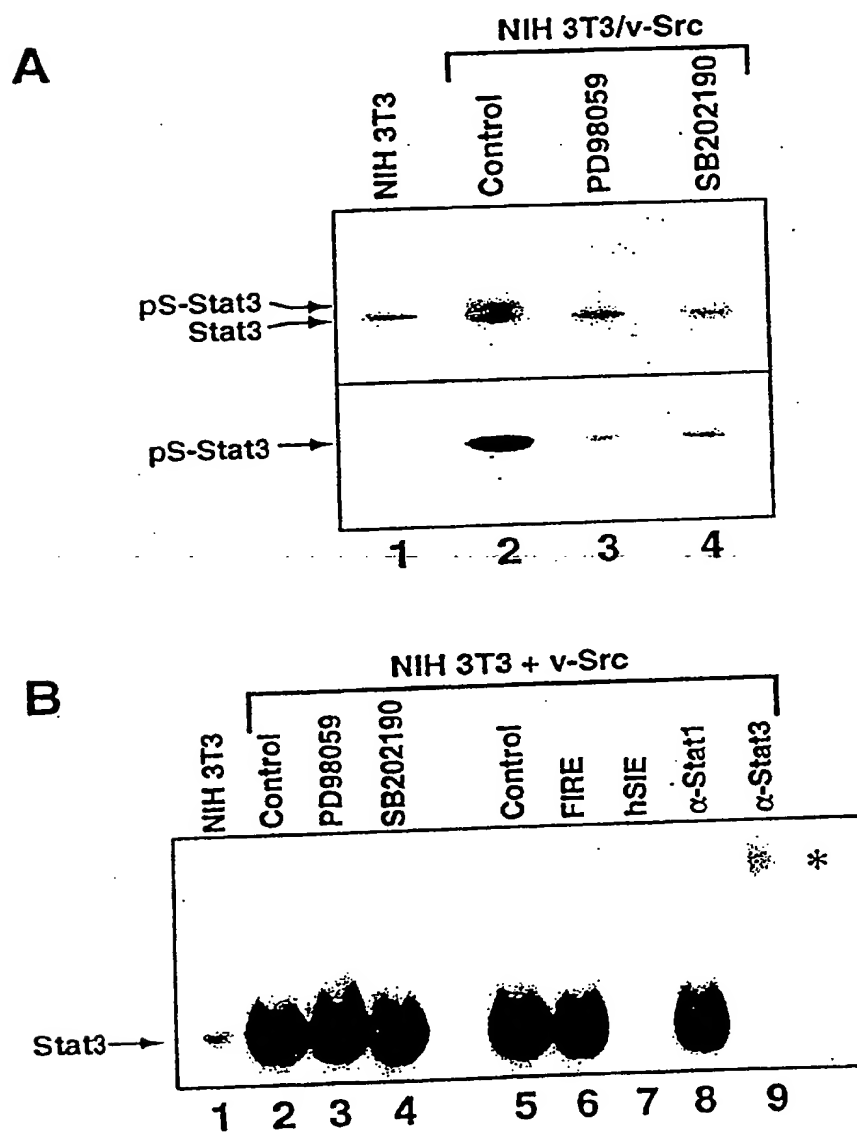 A
NIH 3T3/v-Src
NIH 3T3
Control
PD98059
SB202190
pS-Stat3
Stat3
pS-Stat3
1 2 3 4
B
NIH 3T3 + v-Src
NIH 3T3
Control
PD98059
SB202190
Control
FIRE
hSIE
α-Stat1
α-Stat3
*
Stat3
1 2 3 4 5 6 7 8 9